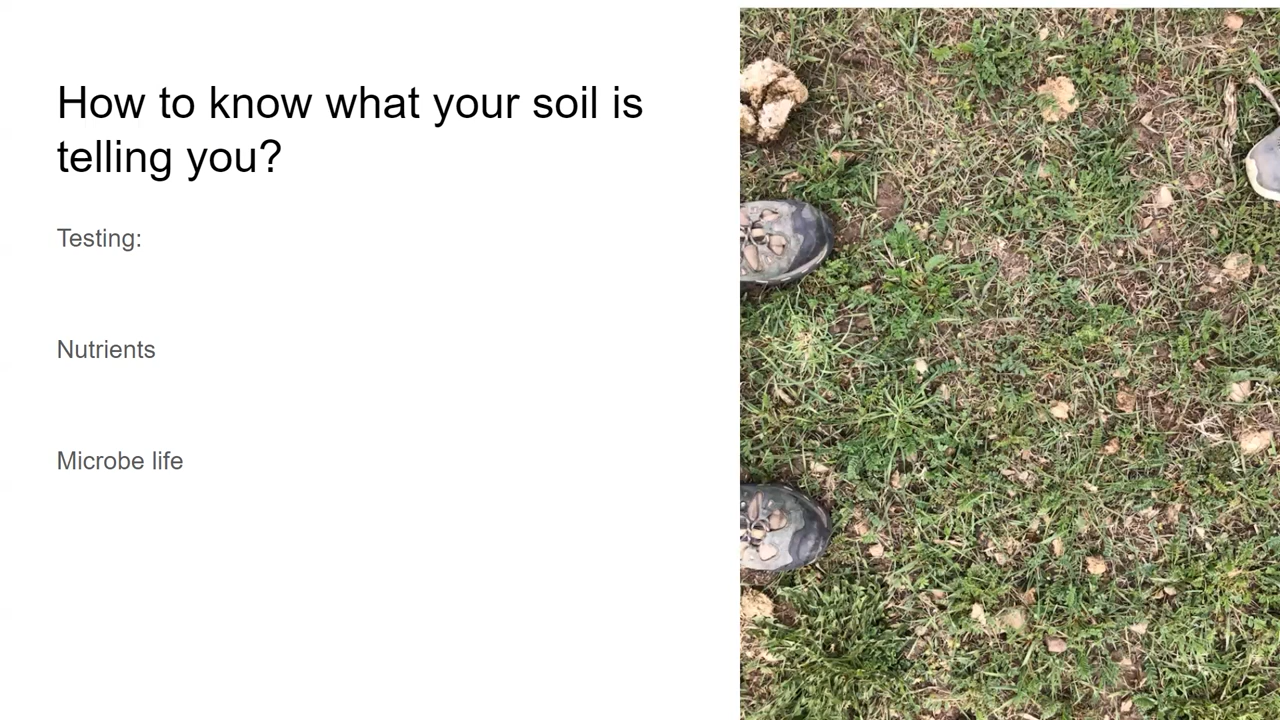 How to know what your soil is
telling you?
Testing:
Nutrients
Microbe life